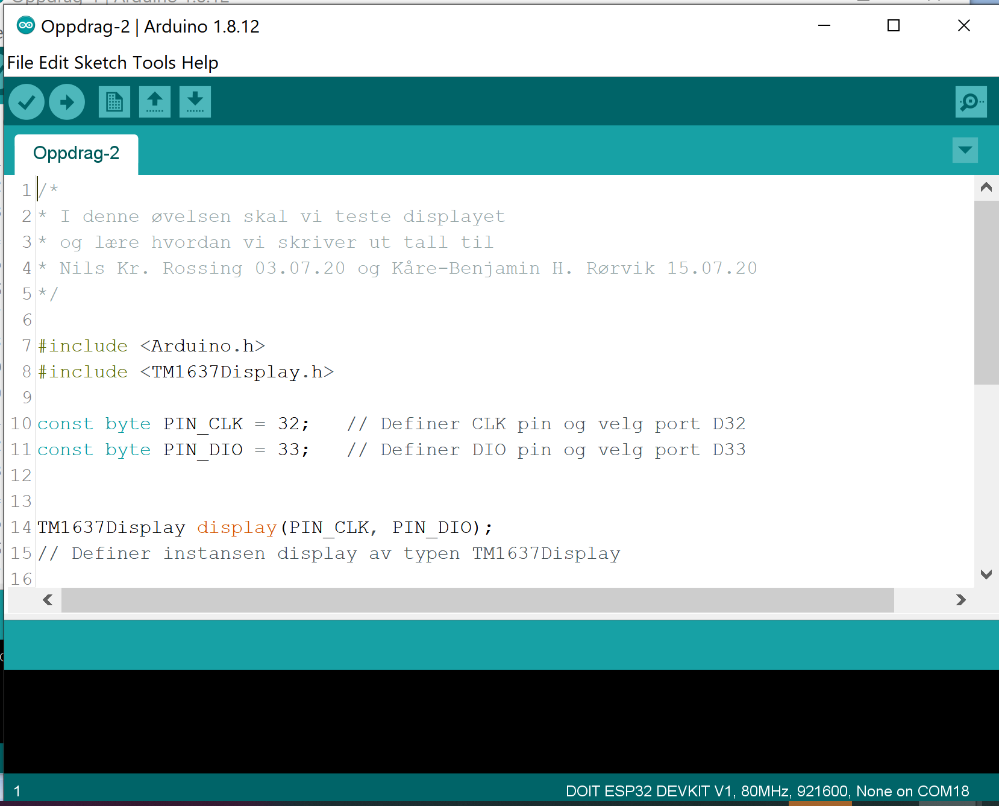 Oppdrag-2 | Arduino 1.8.12
File Edit Sketch Tools Help
Oppdrag-2
1 /*
2 * I denne øvelsen skal vi teste displayet
3 * og lære hvordan vi skriver ut tall til
4 * Nils Kr. Rossing 03.07.20 og Kåre-Benjamin H. Rørvik 15.07.20
5 */
6
7 #include <Arduino.h>
8 #include <TM1637Display.h>
9
10 const byte PIN_CLK = 32;   // Definer CLK pin og velg port D32
11 const byte PIN_DIO = 33;   // Definer DIO pin og velg port D33
12
13
14 TM1637Display display(PIN_CLK, PIN_DIO);
15 // Definer instansen display av typen TM1637Display
16
1
DOIT ESP32 DEVKIT V1, 80MHz, 921600, None on COM18